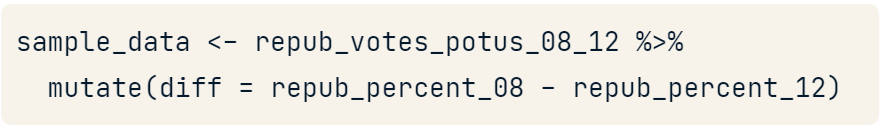 sample_data <- repub_votes_potus_08_12 %>%
  mutate(diff = repub_percent_08 - repub_percent_12)